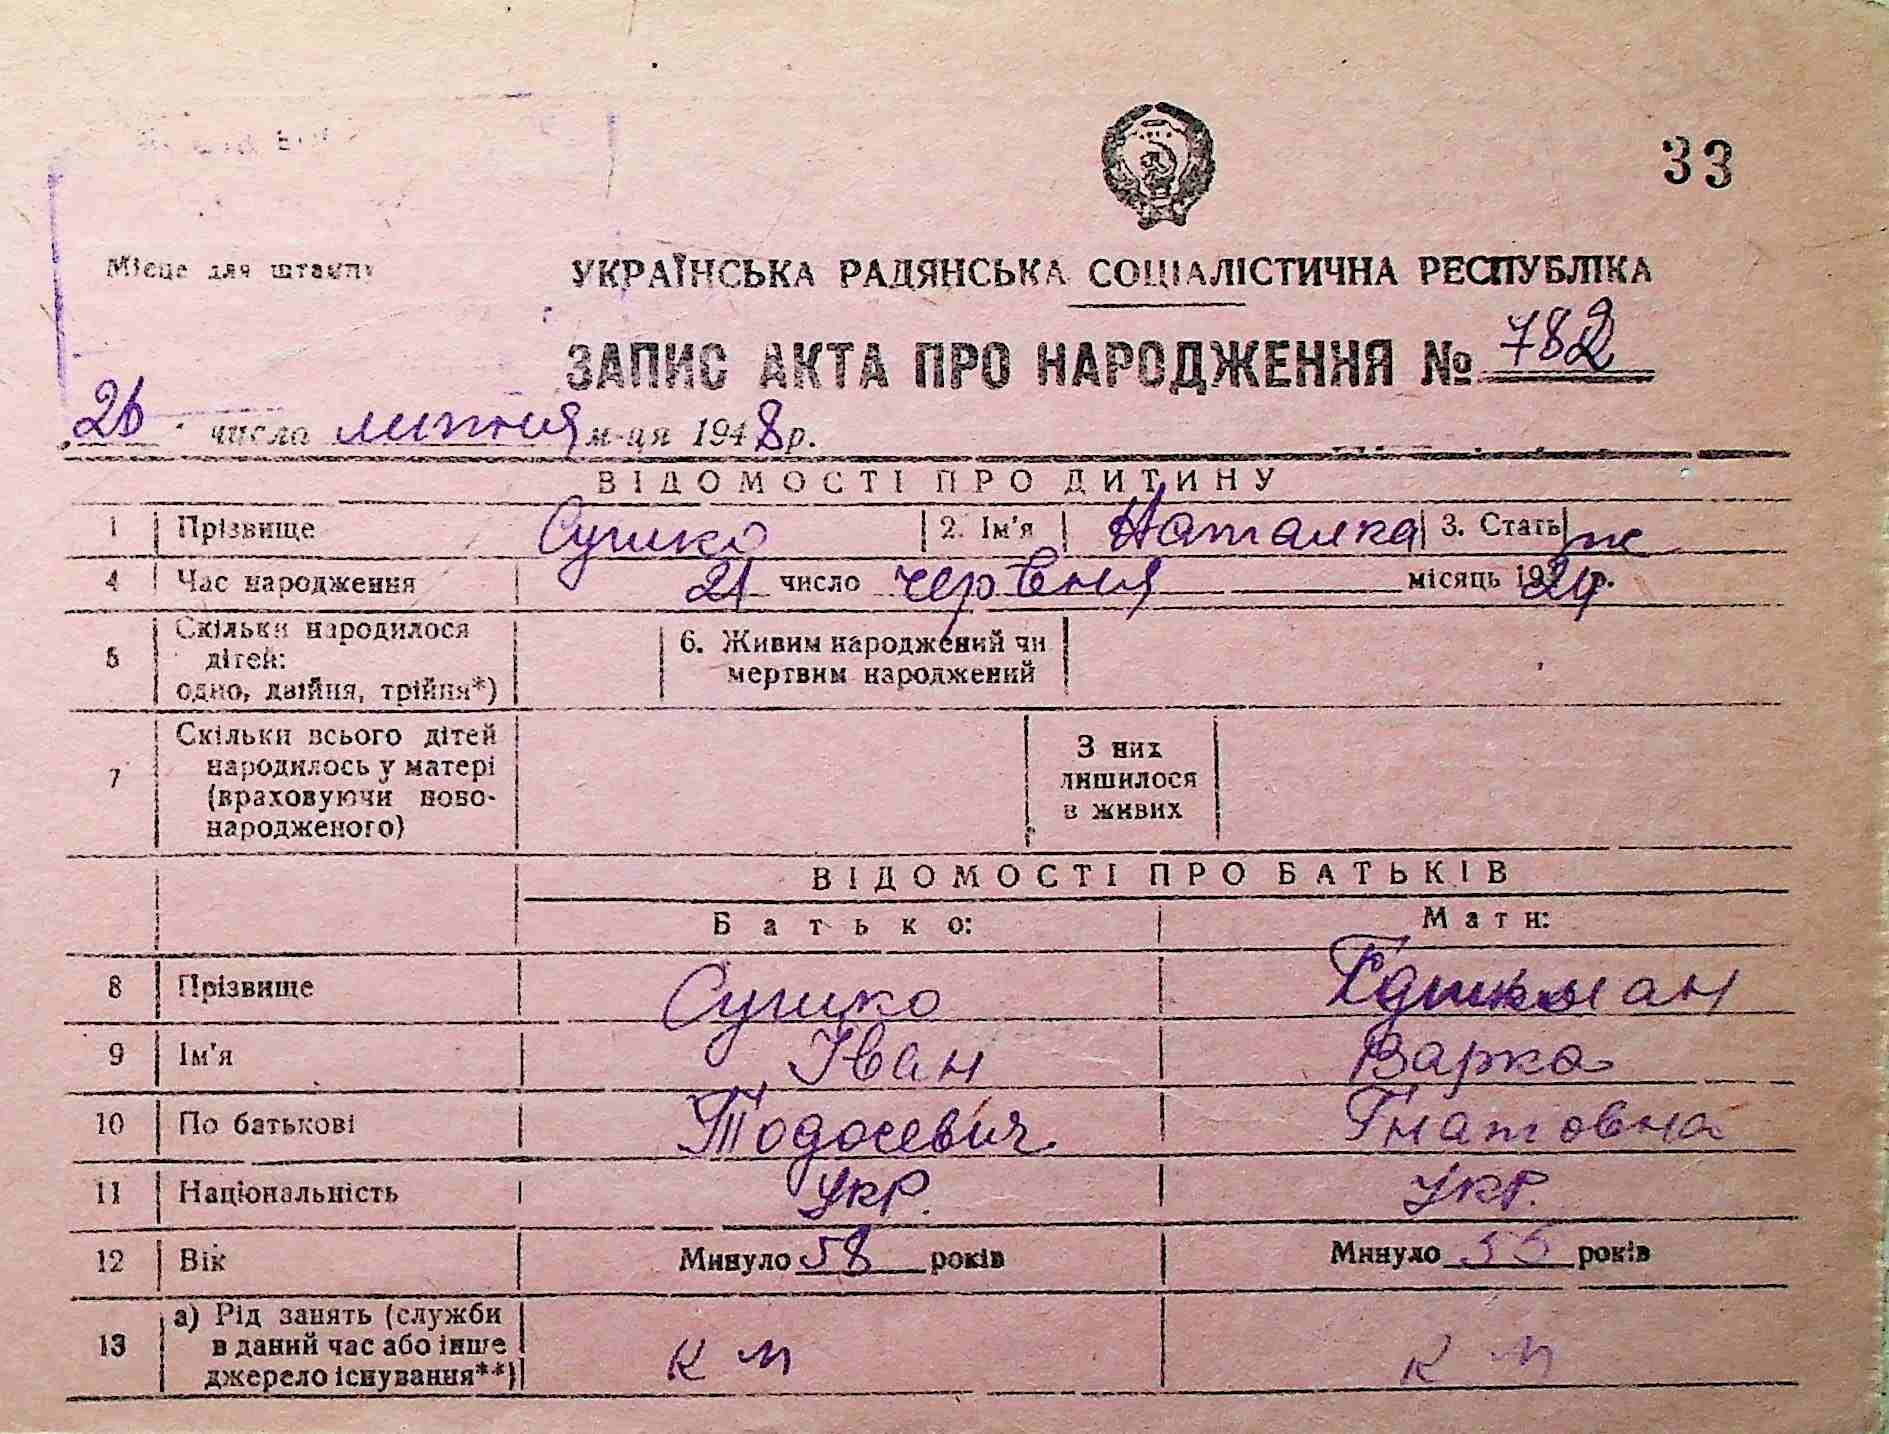 33
Місце для штампу
УКРАЇНСЬКА РАДЯНСЬКА СОЦІАЛІСТИЧНА РЕСПУБЛІКА
ЗАПИС АКТА ПРО НАРОДЖЕННЯ № 782
„26" числа липня м-ця 1948 р.
ВІДОМОСТІ ПРО ДИТИНУ
1 Прізвище Сушко 2. Ім'я Наталка 3. Стать ж
4 Час народження 21 число червня місяць 1924 р.
5 Скільки народилося дітей: одно, двійня, трійня*) 6. Живим народжений чи мертвим народжений
7 Скільки всього дітей народилось у матері (враховуючи новонародженого) З них лишилося в живих
ВІДОМОСТІ ПРО БАТЬКІВ
Батько: Мати:
8 Прізвище Сушко
9 Ім'я Іван Варка
10 По батькові Тодосевич Гнатовна
11 Національність Укр. Укр.
12 Вік Минуло 58 років Минуло 55 років
13 а) Рід занять (служби в даний час або інше джерело існування**) к м к м